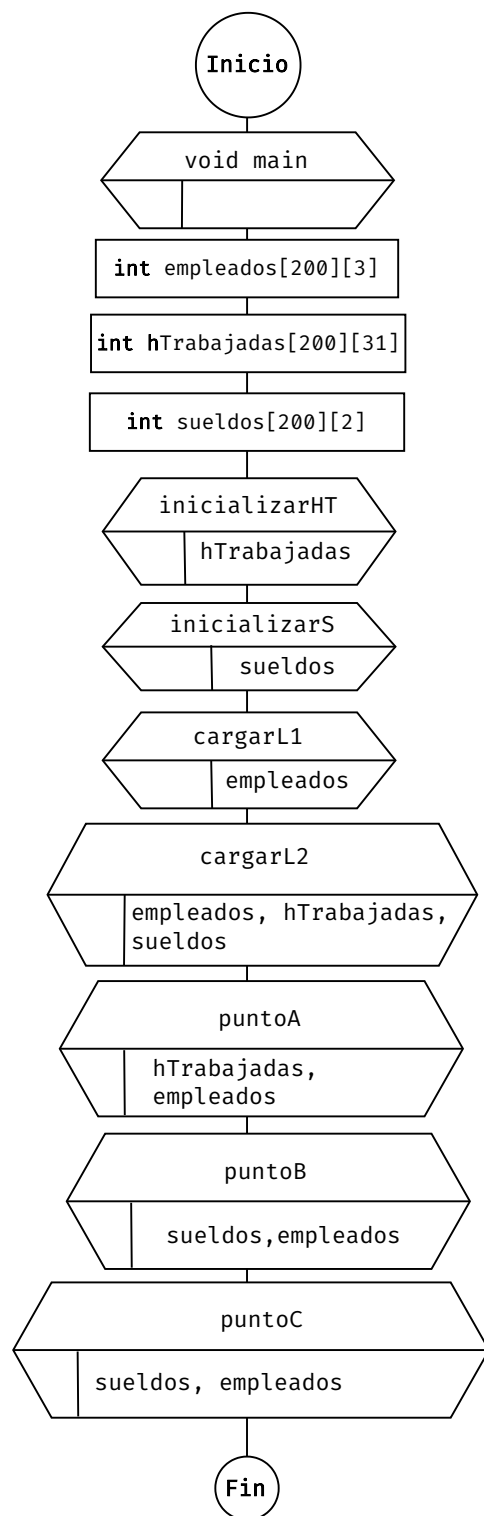 Inicio
void main
int empleados[200][3]
int hTrabajadas[200][31]
int sueldos[200][2]
inicializarHT
hTrabajadas
inicializarS
sueldos
cargarL1
empleados
cargarL2
empleados, hTrabajadas,
sueldos
puntoA
hTrabajadas,
empleados
puntoB
sueldos,empleados
puntoC
sueldos, empleados
Fin